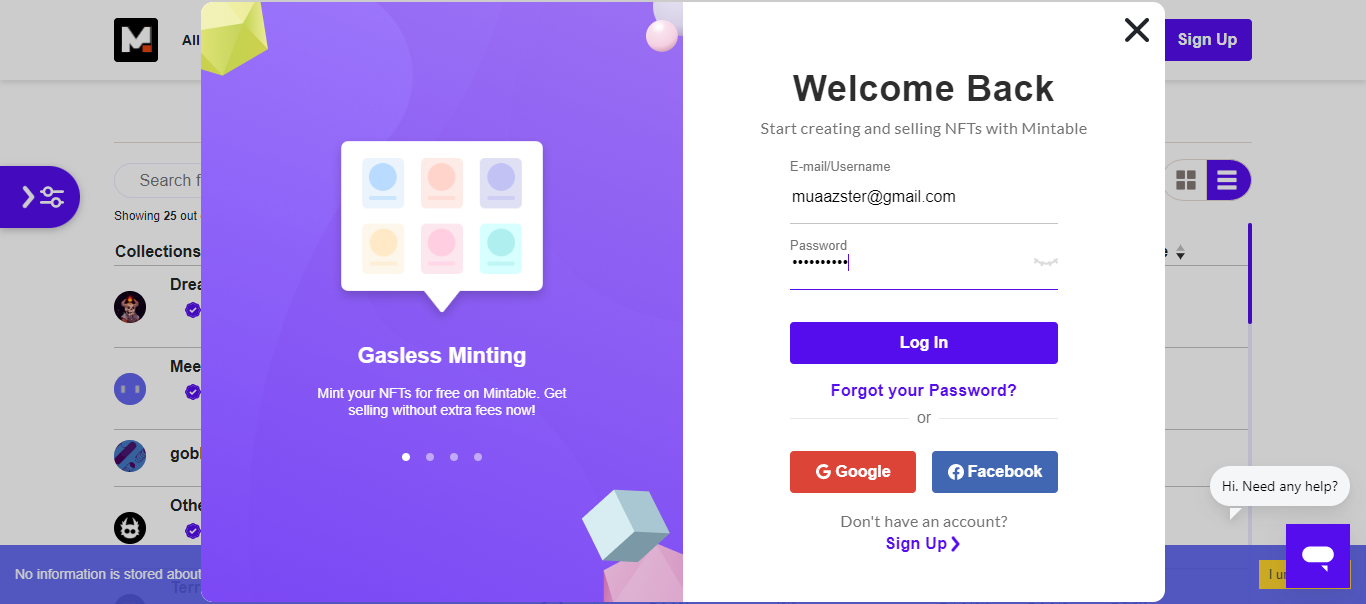 M.
All
Sign Up
Search f
Showing 25 out
Collections
Drea
Mee
gobl
Othe
Terra
No information is stored about
Gasless Minting
Mint your NFTs for free on Mintable. Get
selling without extra fees now!
Welcome Back
Start creating and selling NFTs with Mintable
E-mail/Username
muaazster@gmail.com
Password
••••••••••
Log In
Forgot your Password?
or
G Google
Facebook
Don't have an account?
Sign Up
Hi. Need any help?